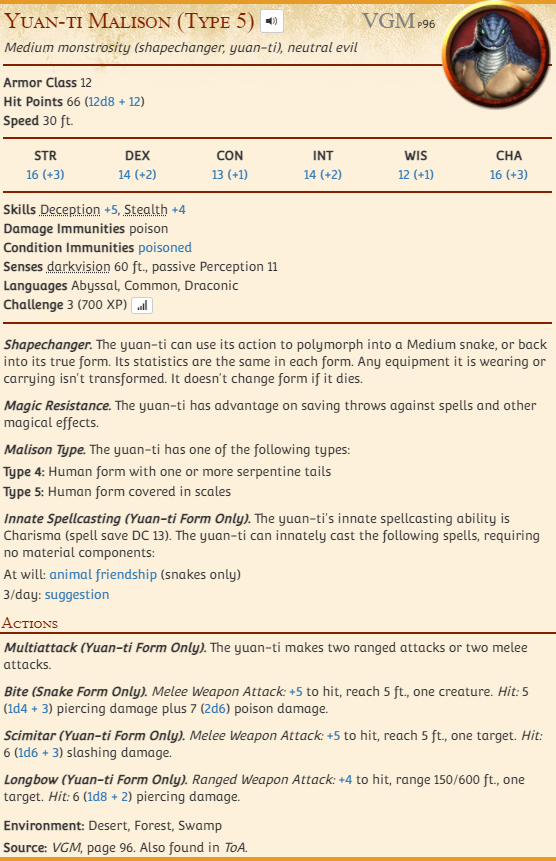 Yuan-ti Malison (Type 5) VGM p96
Medium monstrosity (shapechanger, yuan-ti), neutral evil
Armor Class 12
Hit Points 66 (12d8 + 12)
Speed 30 ft.
STR DEX CON INT WIS CHA
16 (+3) 14 (+2) 13 (+1) 14 (+2) 12 (+1) 16 (+3)
Skills Deception +5, Stealth +4
Damage Immunities poison
Condition Immunities poisoned
Senses darkvision 60 ft., passive Perception 11
Languages Abyssal, Common, Draconic
Challenge 3 (700 XP)
Shapechanger. The yuan-ti can use its action to polymorph into a Medium snake, or back
into its true form. Its statistics are the same in each form. Any equipment it is wearing or
carrying isn't transformed. It doesn't change form if it dies.
Magic Resistance. The yuan-ti has advantage on saving throws against spells and other
magical effects.
Malison Type. The yuan-ti has one of the following types:
Type 4: Human form with one or more serpentine tails
Type 5: Human form covered in scales
Innate Spellcasting (Yuan-ti Form Only). The yuan-ti's innate spellcasting ability is
Charisma (spell save DC 13). The yuan-ti can innately cast the following spells, requiring
no material components:
At will: animal friendship (snakes only)
3/day: suggestion
Actions
Multiattack (Yuan-ti Form Only). The yuan-ti makes two ranged attacks or two melee
attacks.
Bite (Snake Form Only). Melee Weapon Attack: +5 to hit, reach 5 ft., one creature. Hit: 5
(1d4 + 3) piercing damage plus 7 (2d6) poison damage.
Scimitar (Yuan-ti Form Only). Melee Weapon Attack: +5 to hit, reach 5 ft., one target. Hit:
6 (1d6 + 3) slashing damage.
Longbow (Yuan-ti Form Only). Ranged Weapon Attack: +4 to hit, range 150/600 ft., one
target. Hit: 6 (1d8 + 2) piercing damage.
Environment: Desert, Forest, Swamp
Source: VGM, page 96. Also found in ToA.